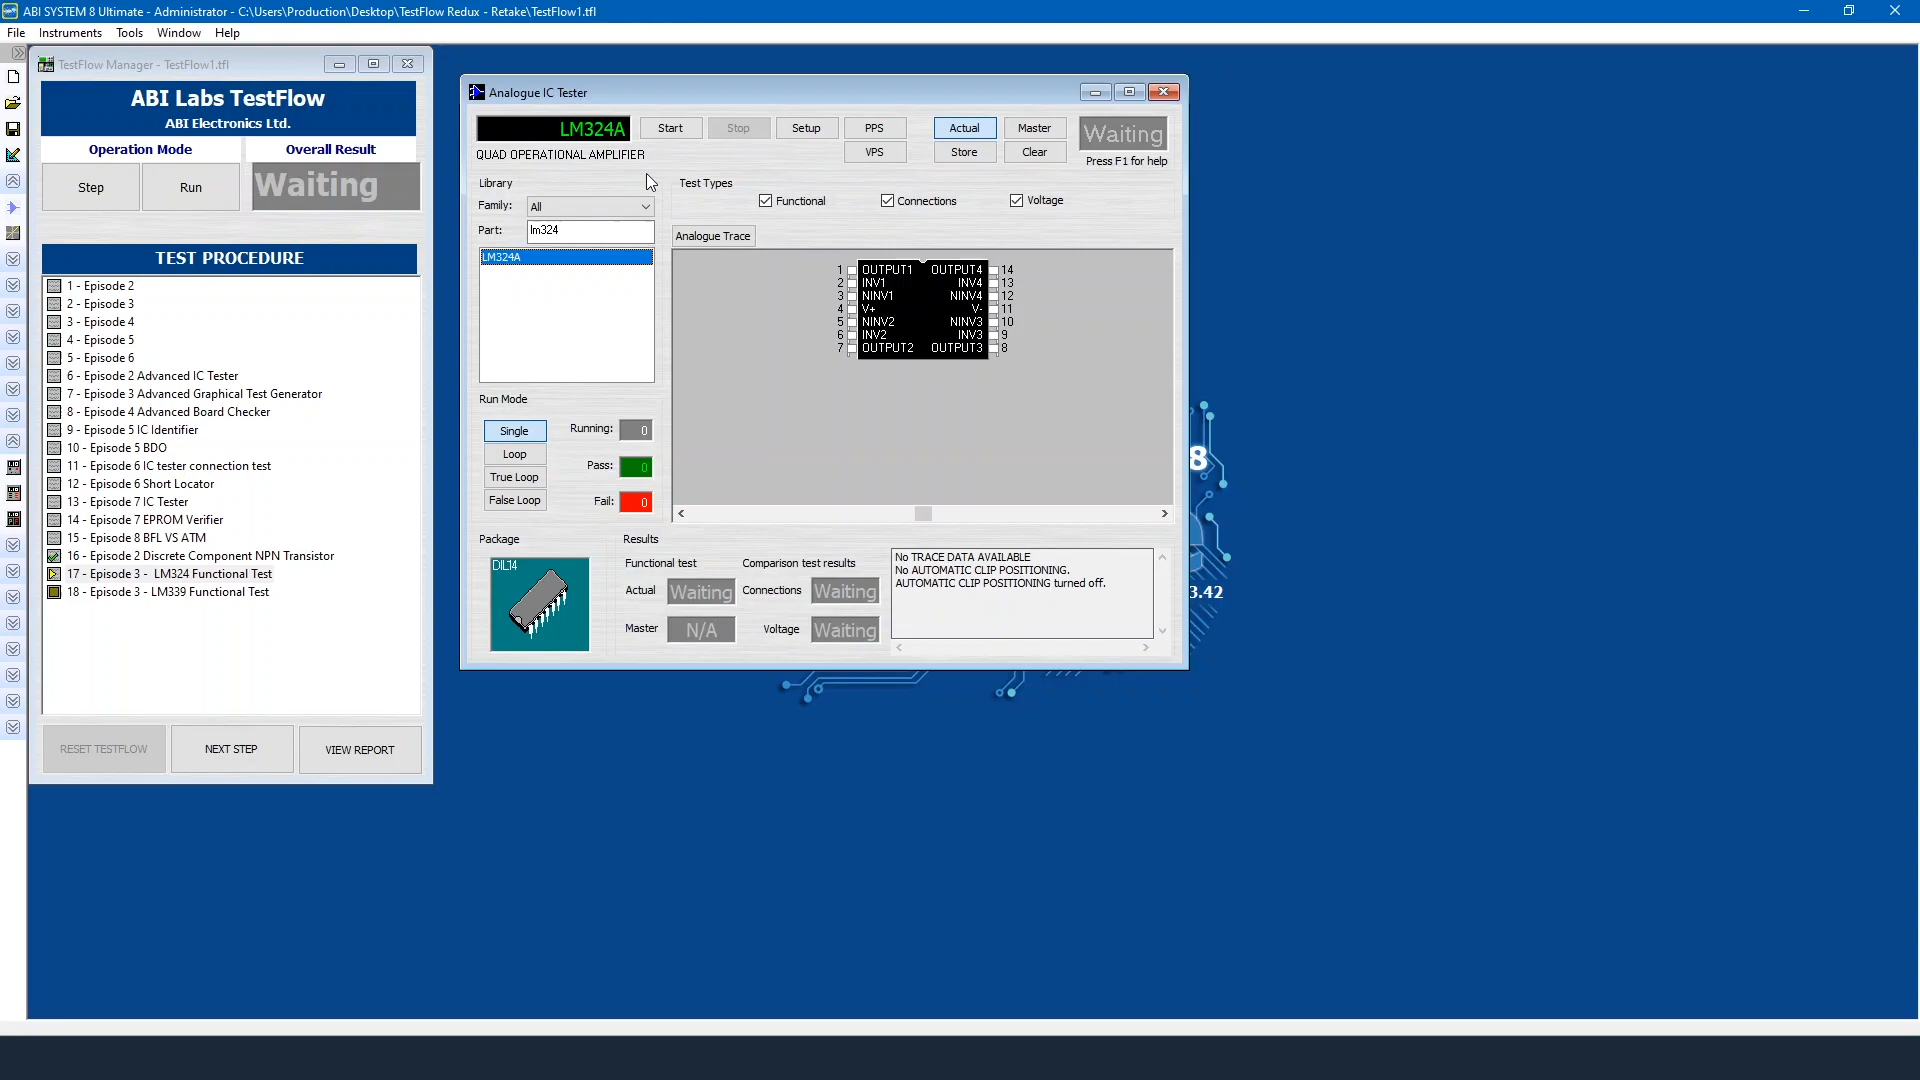 ABI SYSTEM 8 Ultimate - Administrator - C:\Users\Production\Desktop\TestFlow Redux - Retake\TestFlow1.tfl
File Instruments Tools Window Help
TestFlow Manager - TestFlow1.tfl
ABI Labs TestFlow
ABI Electronics Ltd.
Operation Mode Overall Result
Step Run Waiting
TEST PROCEDURE
1 - Episode 2
2 - Episode 3
3 - Episode 4
4 - Episode 5
5 - Episode 6
6 - Episode 2 Advanced IC Tester
7 - Episode 3 Advanced Graphical Test Generator
8 - Episode 4 Advanced Board Checker
9 - Episode 5 IC Identifier
10 - Episode 5 BDO
11 - Episode 6 IC tester connection test
12 - Episode 6 Short Locator
13 - Episode 7 IC Tester
14 - Episode 7 EPROM Verifier
15 - Episode 8 BFL VS ATM
16 - Episode 2 Discrete Component NPN Transistor
17 - Episode 3 - LM324 Functional Test
18 - Episode 3 - LM339 Functional Test
RESET TESTFLOW NEXT STEP VIEW REPORT
Analogue IC Tester
LM324A Start Stop Setup PPS Actual Master Waiting
QUAD OPERATIONAL AMPLIFIER VPS Store Clear Press F1 for help
Library
Family: All
Part: lm324
LM324A
Test Types
Functional Connections Voltage
Analogue Trace
1 OUTPUT1 OUTPUT4 14
2 INV1 INV4 13
3 NINV1 NINV4 12
4 V+ V- 11
5 NINV2 NINV3 10
6 INV2 INV3 9
7 OUTPUT2 OUTPUT3 8
Run Mode
Single Running: 0
Loop
True Loop Pass: 0
False Loop Fail: 0
Package
DIL14
Results
Functional test Comparison test results
Actual Waiting Connections Waiting
Master N/A Voltage Waiting
No TRACE DATA AVAILABLE
No AUTOMATIC CLIP POSITIONING.
AUTOMATIC CLIP POSITIONING turned off.
8
3.42